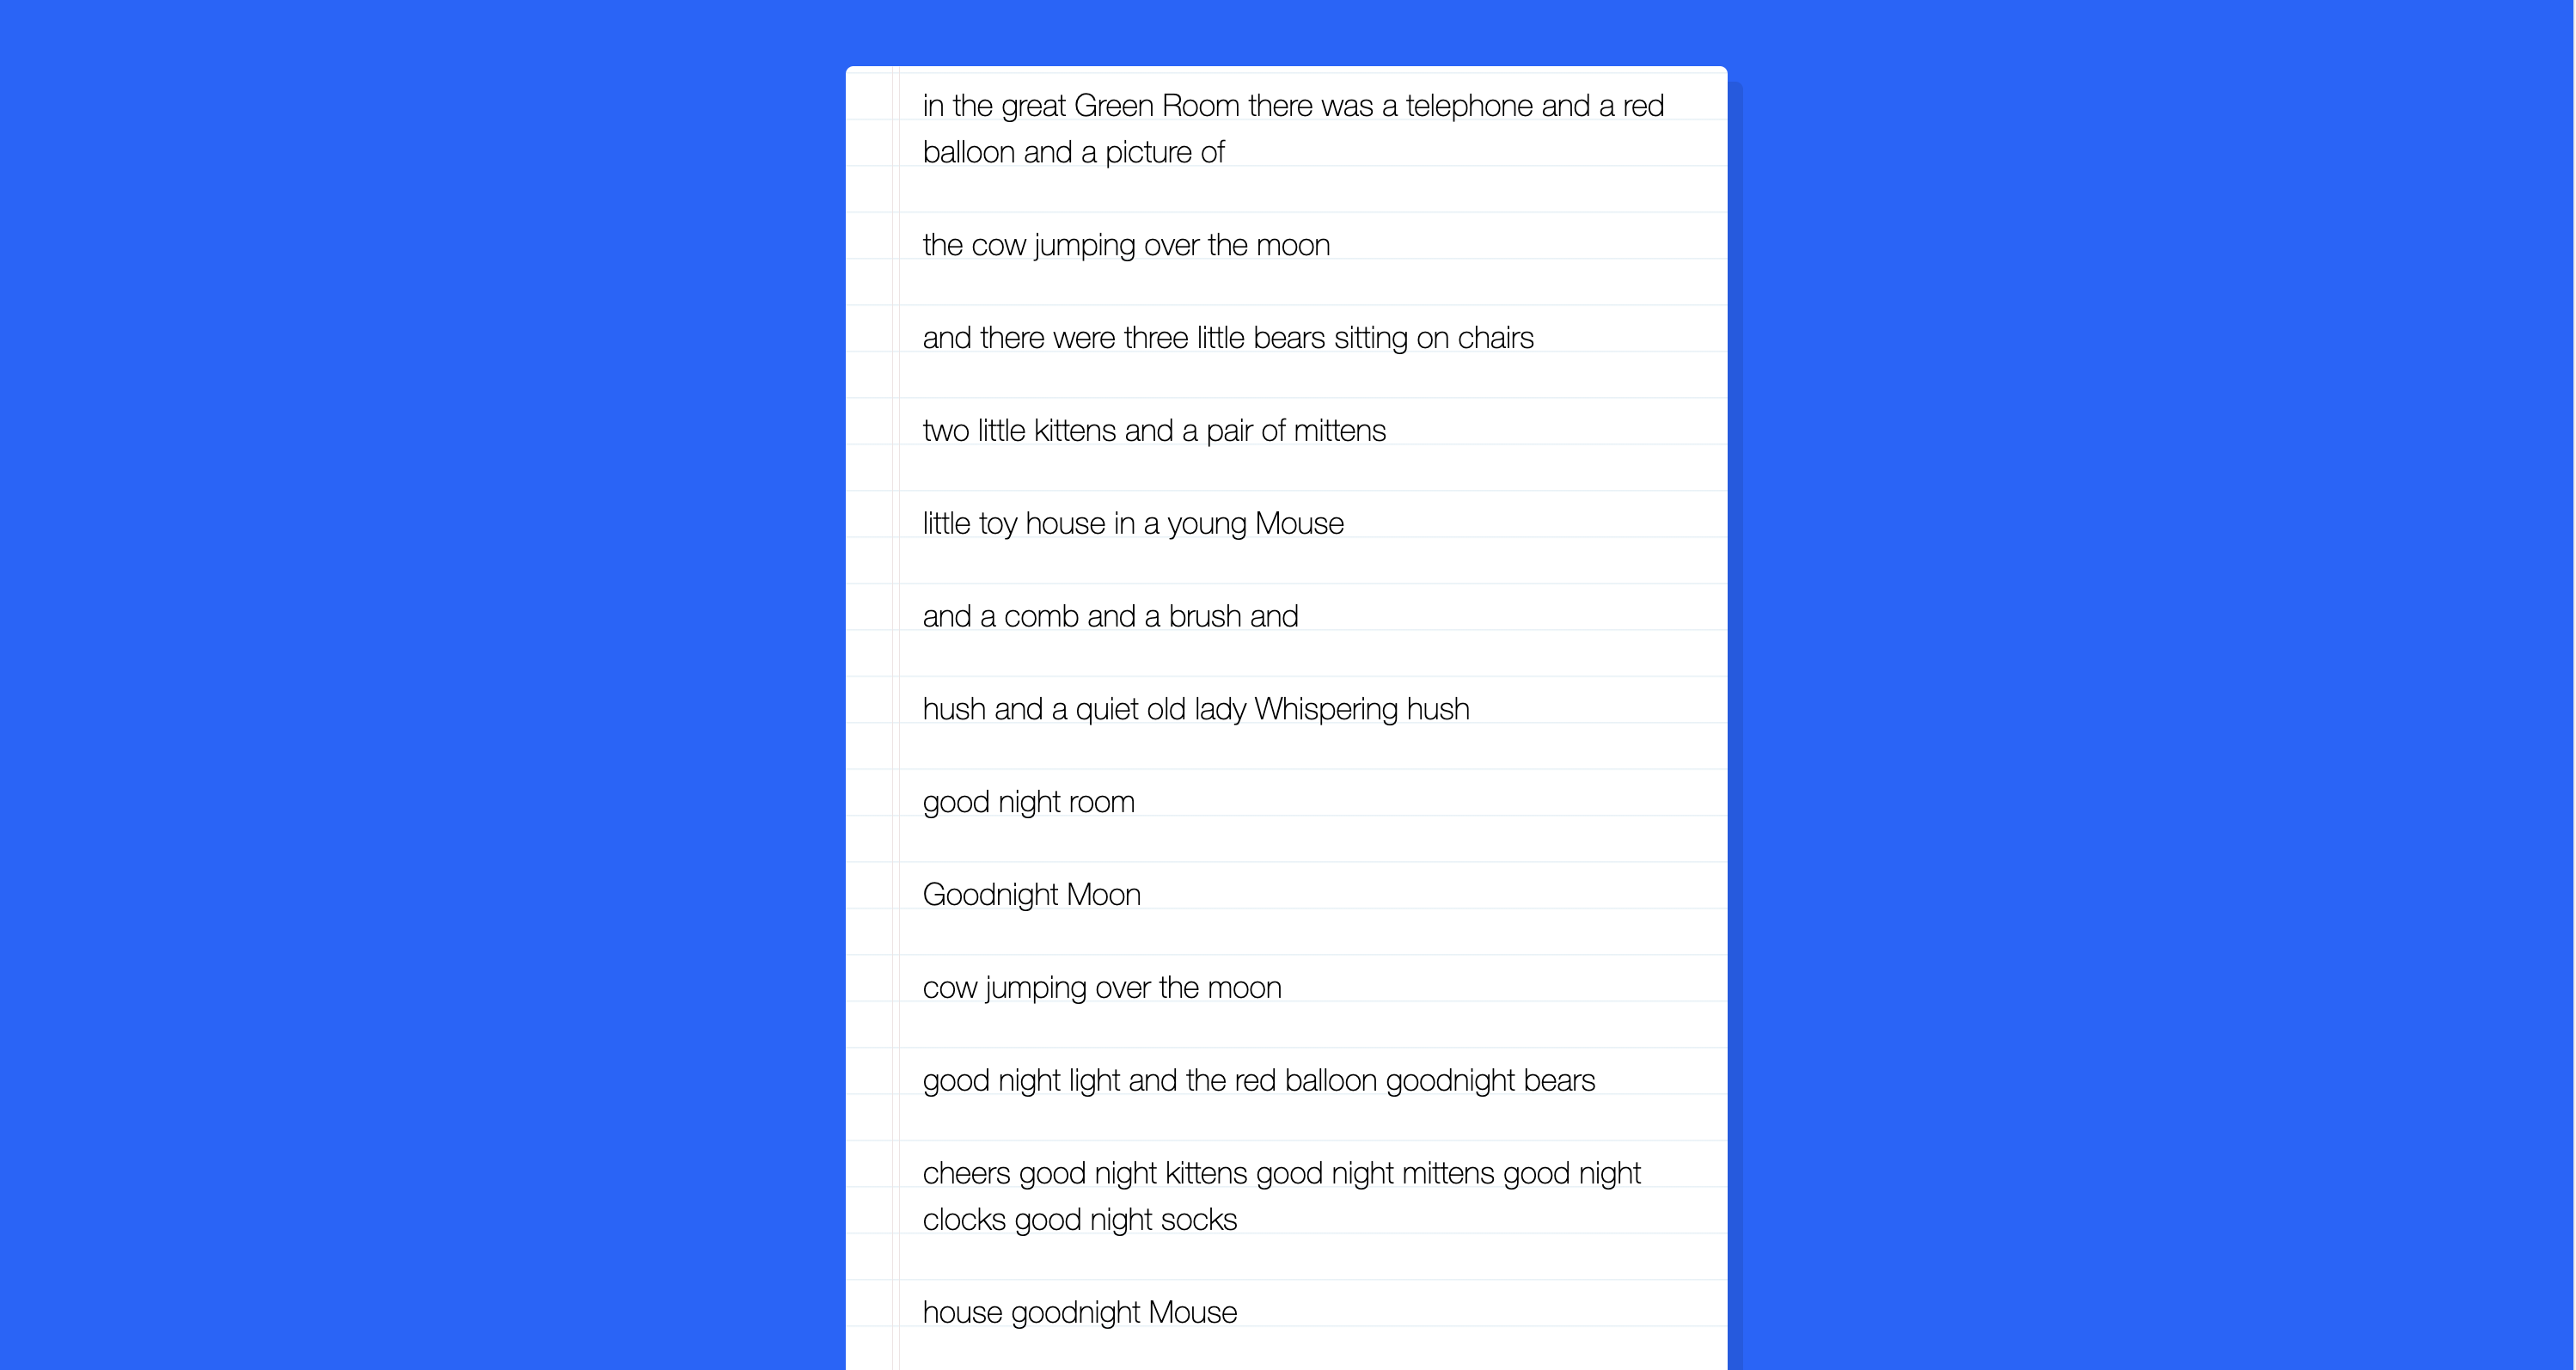 in the great Green Room there was a telephone and a red
balloon and a picture of
the cow jumping over the moon
and there were three little bears sitting on chairs
two little kittens and a pair of mittens
little toy house in a young Mouse
and a comb and a brush and
hush and a quiet old lady Whispering hush
good night room
Goodnight Moon
cow jumping over the moon
good night light and the red balloon goodnight bears
cheers good night kittens good night mittens good night
clocks good night socks
house goodnight Mouse